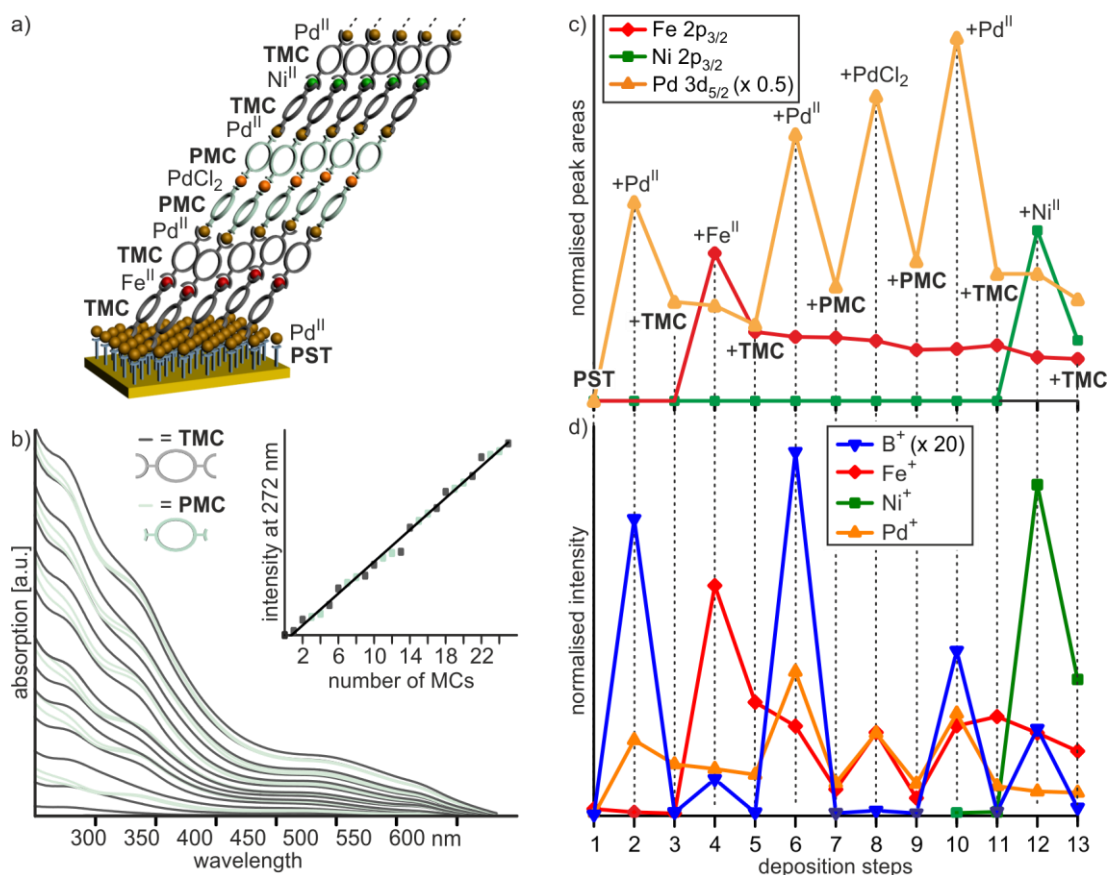 a)
Pd^II
TMC
Ni^II
TMC
Pd^II
PMC
PdCl₂
PMC
Pd^II
TMC
Fe^II
TMC
Pd^II
PST
b)
= TMC
= PMC
absorption [a.u.]
300 350 400 450 500 550 600 nm
wavelength
intensity at 272 nm
2 6 10 14 18 22
number of MCs
c)
Fe 2p₃/₂
Ni 2p₃/₂
Pd 3d₅/₂ (x 0.5)
normalised peak areas
+Pd^II
+PdCl₂
+Pd^II
+Pd^II
+Fe^II
+Ni^II
+TMC
+PMC
+PMC
+TMC
+TMC
PST
+TMC
d)
B⁺ (x 20)
Fe⁺
Ni⁺
Pd⁺
normalised intensity
1 2 3 4 5 6 7 8 9 10 11 12 13
deposition steps